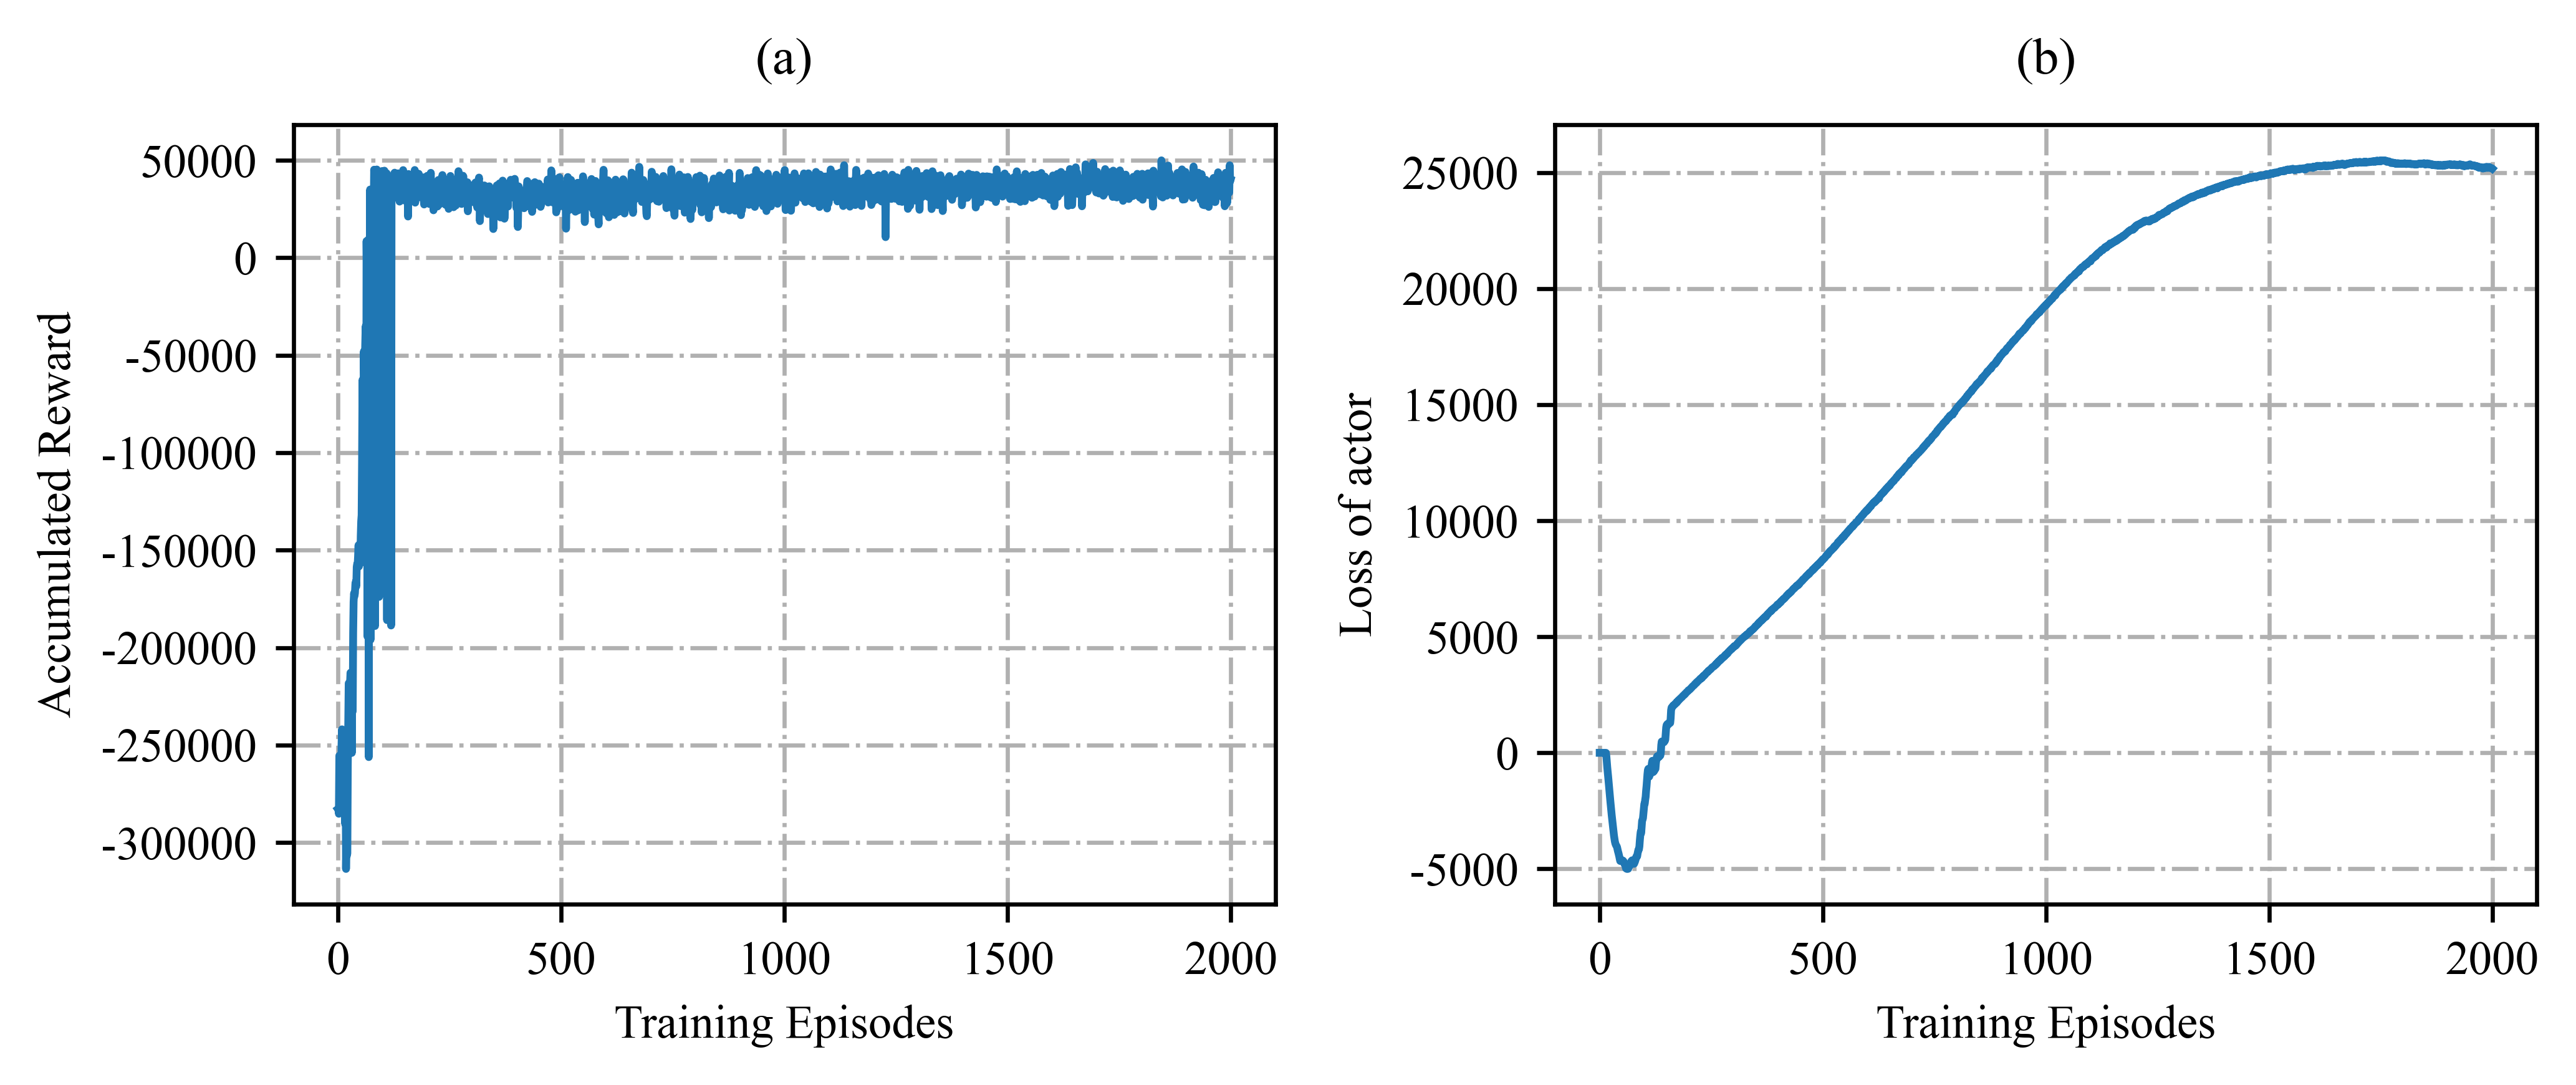 (a)
50000
0
-50000
-100000
-150000
-200000
-250000
-300000
Accumulated Reward
0 500 1000 1500 2000
Training Episodes
(b)
25000
20000
15000
10000
5000
0
-5000
Loss of actor
0 500 1000 1500 2000
Training Episodes